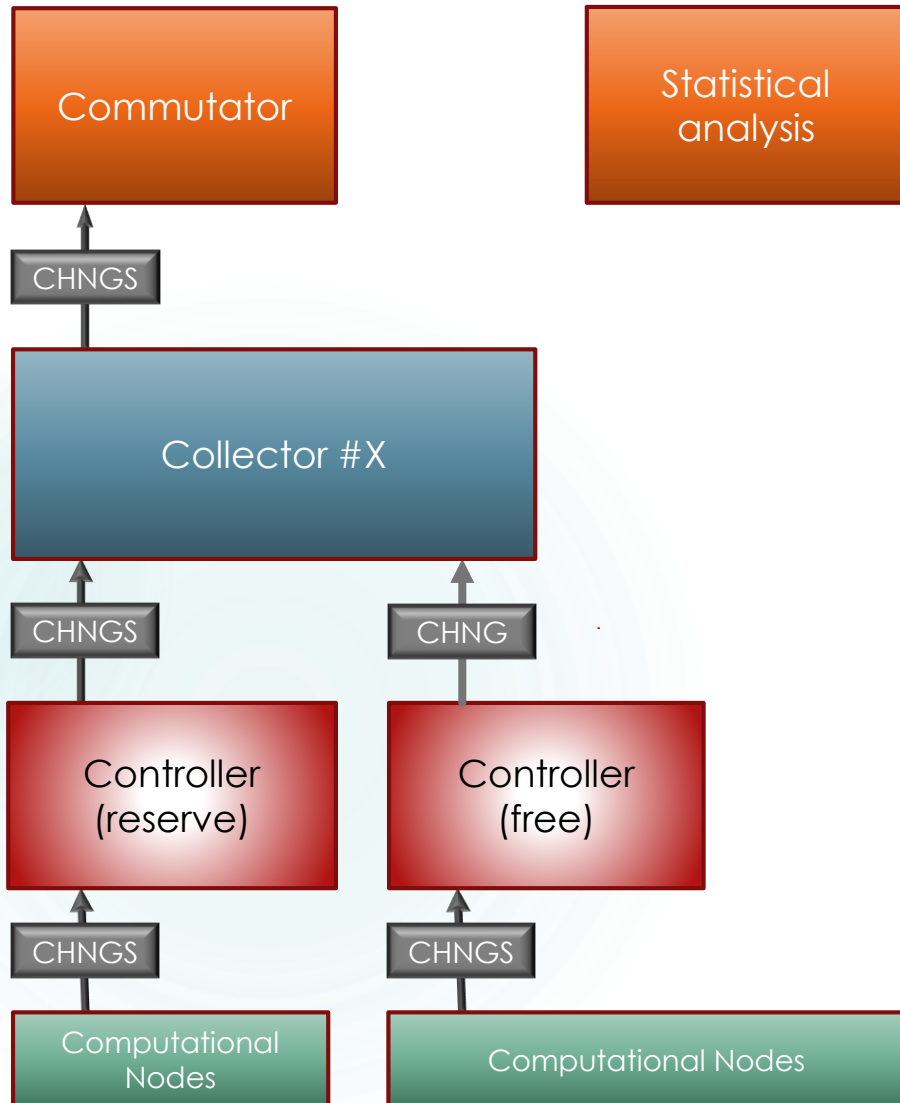 Commutator
Statistical
analysis
CHNGS
Collector #X
CHNGS
CHNG
Controller
(reserve)
Controller
(free)
CHNGS
CHNGS
Computational
Nodes
Computational Nodes